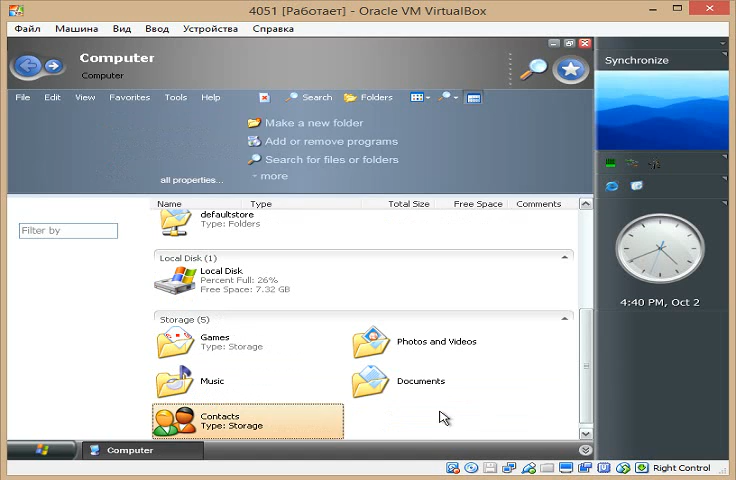 4051 [Работает] - Oracle VM VirtualBox
Файл Машина Вид Ввод Устройства Справка
Computer
Computer
File Edit View Favorites Tools Help Search Folders
Make a new folder
Add or remove programs
Search for files or folders
- more
all properties...
Name Type Total Size Free Space Comments
Filter by
defaultstore
Type: Folders
Local Disk (1)
Local Disk
Percent Full: 26%
Free Space: 7.32 GB
Storage (5)
Games
Type: Storage
Photos and Videos
Music
Documents
Contacts
Type: Storage
Synchronize
4:40 PM, Oct 2
Computer
Right Control